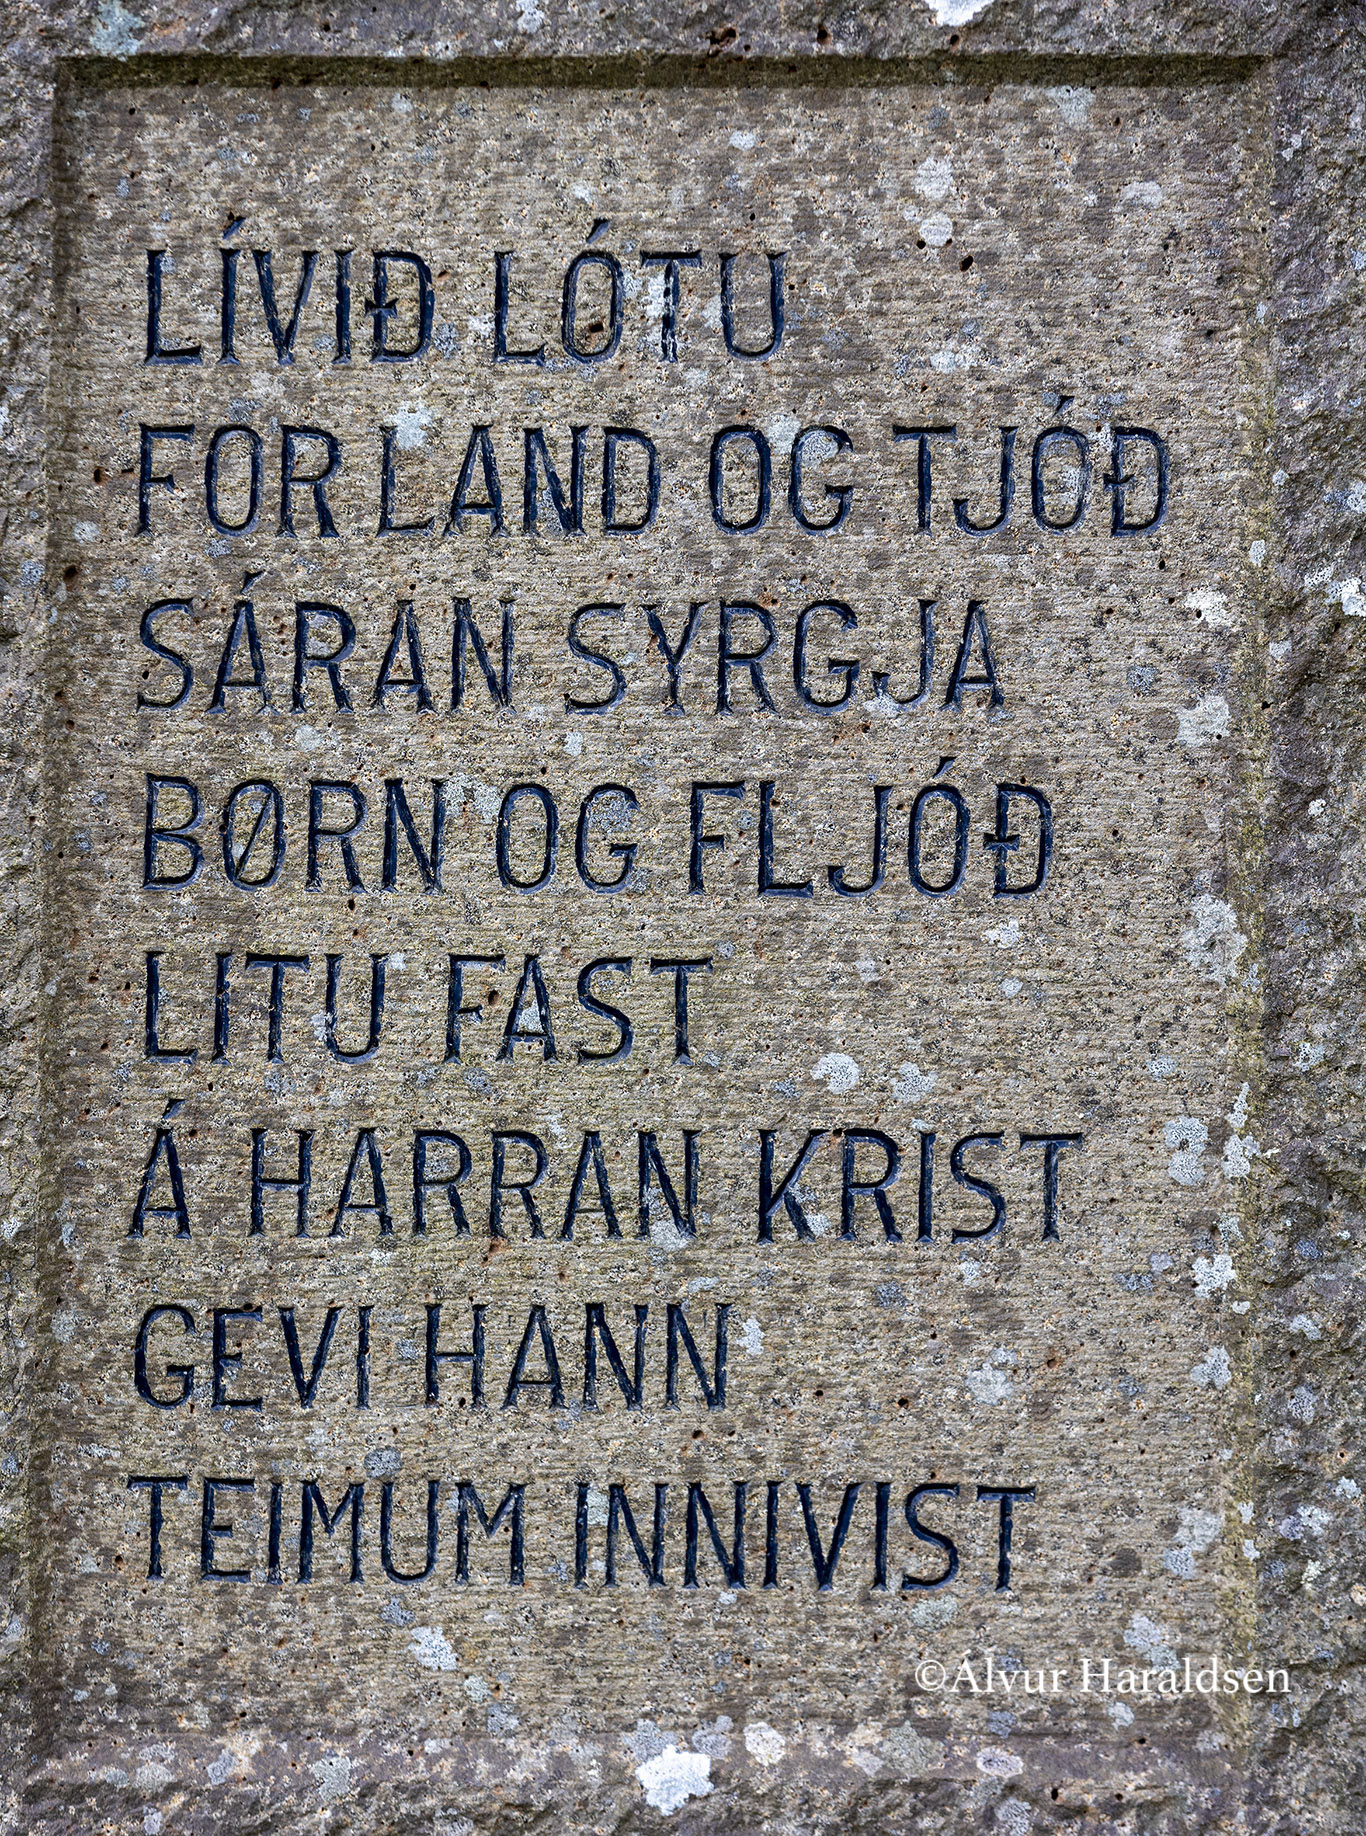 LÍVIÐ LÓTU
FOR LAND OG TJÓÐ
SÁRAN SYRGJA
BØRN OG FLJÓÐ
LITU FAST
Á HARRAN KRIST
GEVI HANN
TEIMUM INNIVIST
©Alvur Haraldsen